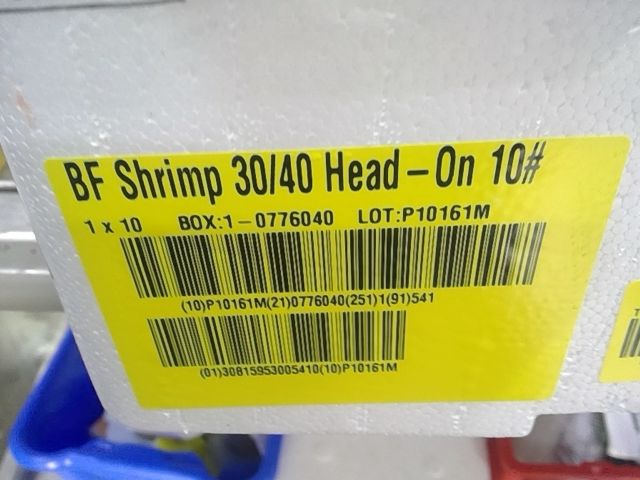 BF Shrimp 30/40 Head-On 10#
1 x 10 BOX:1-0776040 LOT:P10161M
(10)P10161M(21)0776040(251)1(91)541
(01)30815953005410(10)P10161M